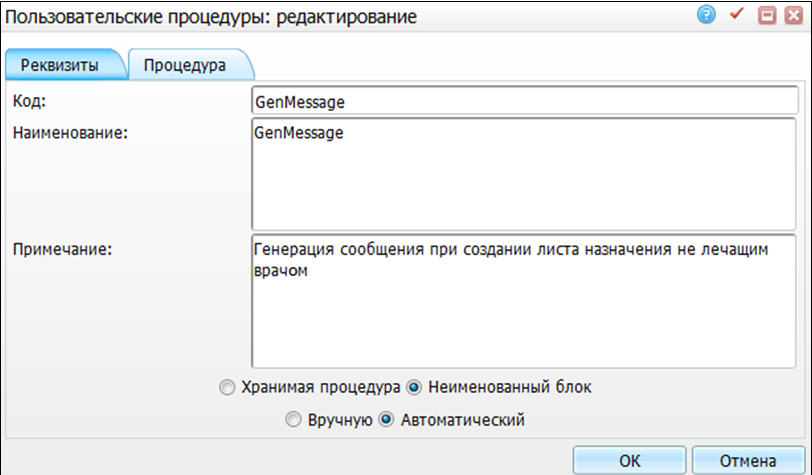 Пользовательские процедуры: редактирование
Реквизиты Процедура
Код: GenMessage
Наименование: GenMessage
Примечание: Генерация сообщения при создании листа назначения не лечащим
врачом
Хранимая процедура Неименованный блок
Вручную Автоматический
ОК Отмена